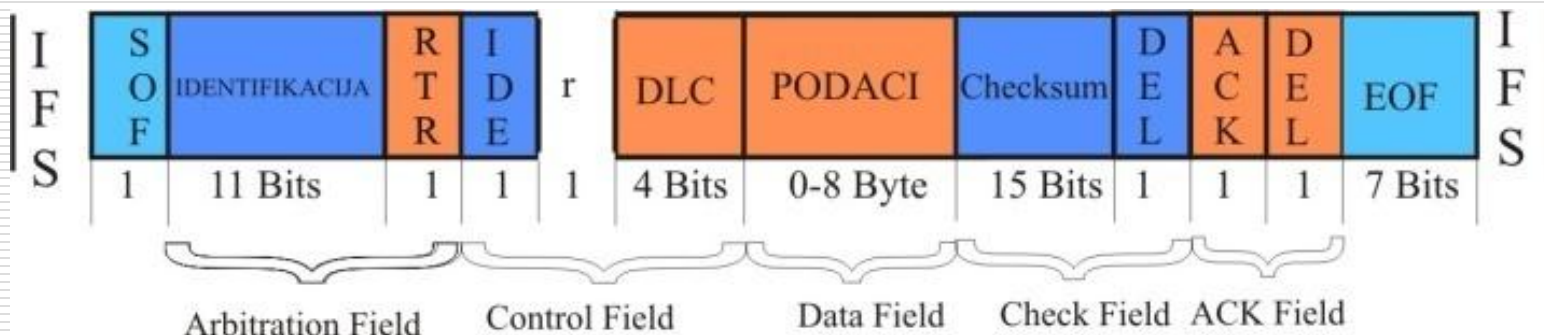 IFS SOF IDENTIFIKACIJA RTR IDE r DLC PODACI Checksum DEL ACK DEL EOF IFS
1 11 Bits 1 1 1 4 Bits 0-8 Byte 15 Bits 1 1 1 7 Bits
Arbitration Field Control Field Data Field Check Field ACK Field